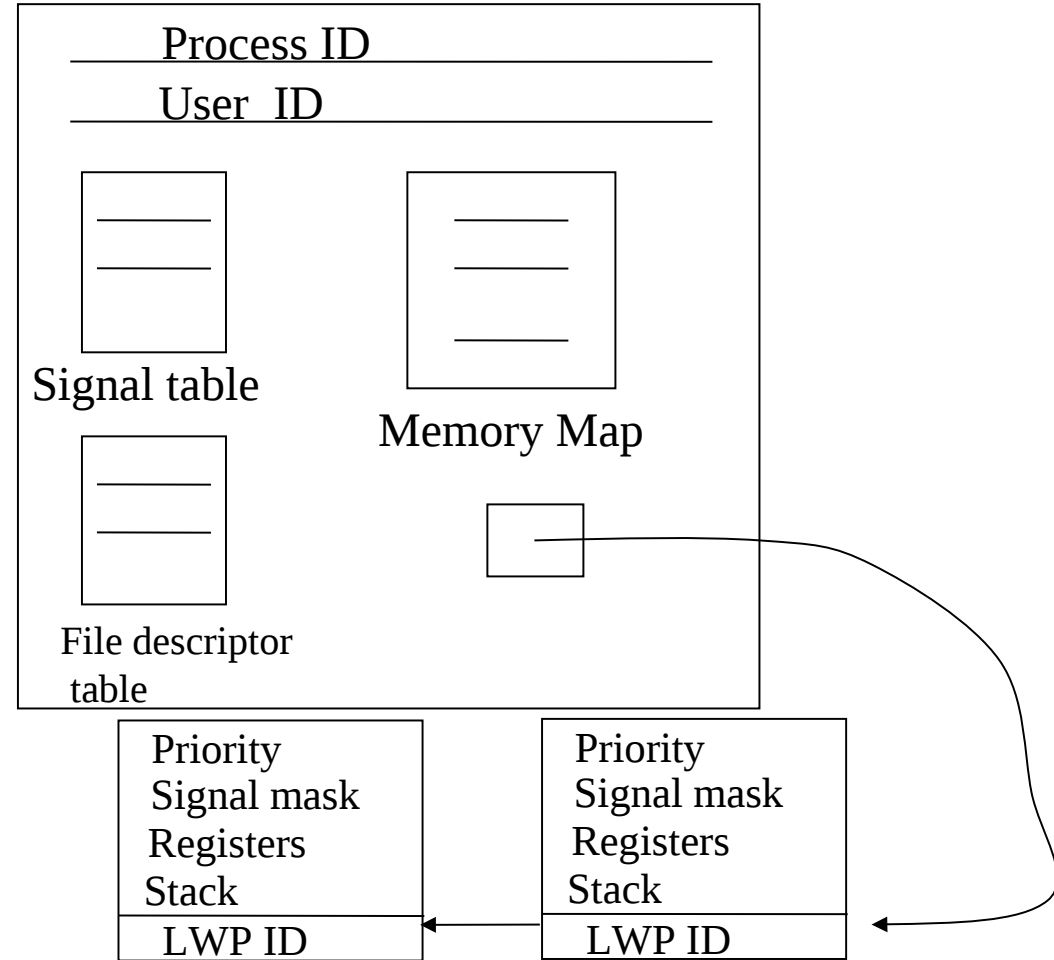 Process ID
User ID
Signal table
Memory Map
File descriptor
table
Priority
Signal mask
Registers
Stack
LWP ID
Priority
Signal mask
Registers
Stack
LWP ID